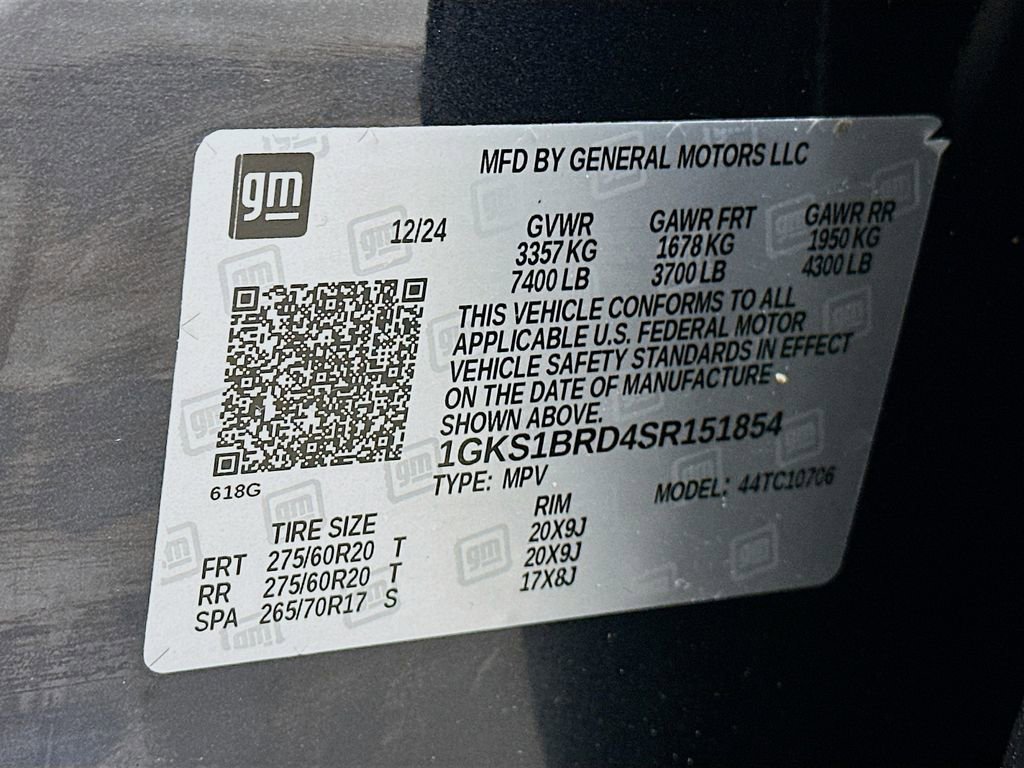 gm
MFD BY GENERAL MOTORS LLC
12/24 GVWR GAWR FRT GAWR RR
3357 KG 1678 KG 1950 KG
7400 LB 3700 LB 4300 LB
THIS VEHICLE CONFORMS TO ALL
APPLICABLE U.S. FEDERAL MOTOR
VEHICLE SAFETY STANDARDS IN EFFECT
ON THE DATE OF MANUFACTURE
SHOWN ABOVE.
1GKS1BRD4SR151854
618G
TYPE: MPV MODEL: 44TC10706
TIRE SIZE RIM
FRT 275/60R20 T 20X9J
RR 275/60R20 T 20X9J
SPA 265/70R17 S 17X8J